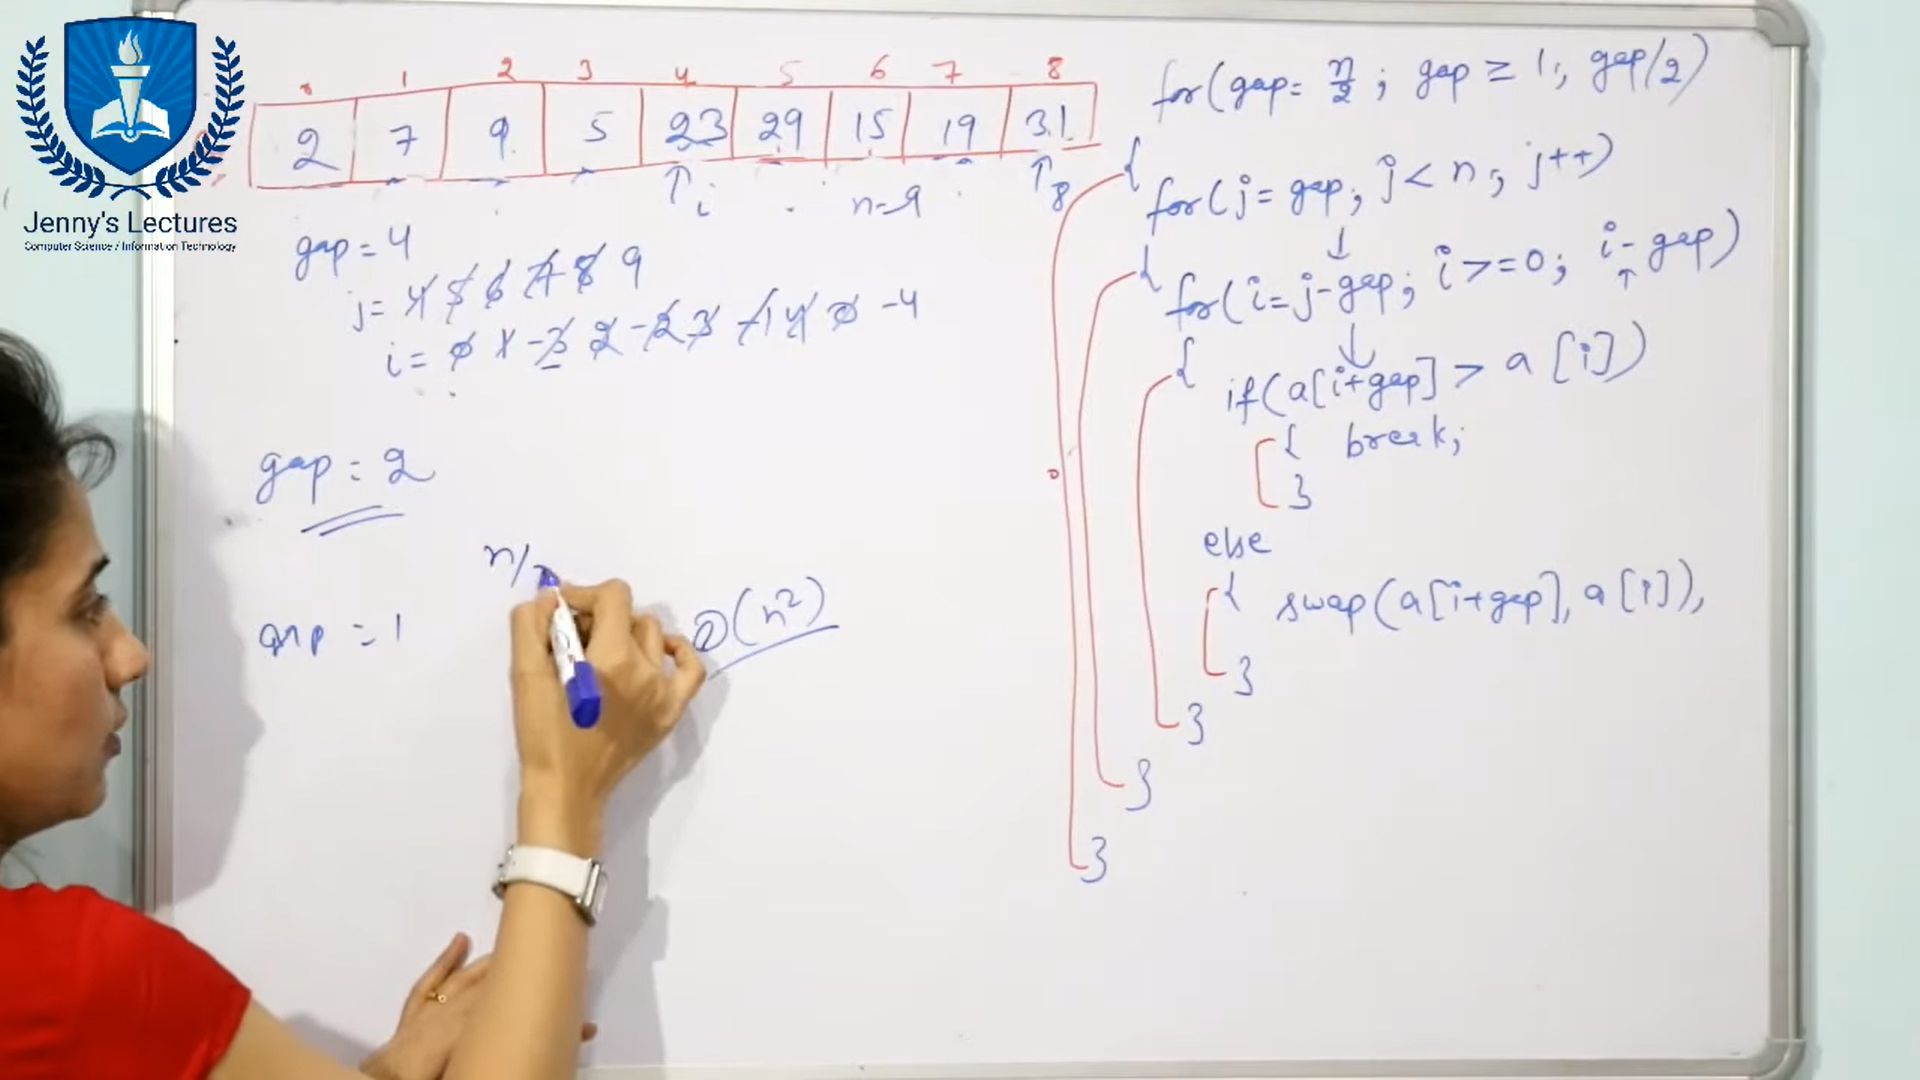 Jenny's Lectures
Computer Science / Information Technology
0 1 2 3 4 5 6 7 8
2 7 9 5 23 29 15 19 31
↑i n=9 ↑8
gap = 4
j = 4 5 6 7 8 9
i = 0 1 -3 2 -2 3 -1 4 0 -4
gap = 2
n/
gap = 1
O(n²)
for(gap= n/2 ; gap ≥ 1; gap/2)
{
for(j= gap; j< n; j++)
{
for(i=j-gap; i>=0; i-gap)
{
if(a[i+gap] > a[i])
{ break;
}
else
{ swap(a[i+gap], a[i]),
}
}
}
}